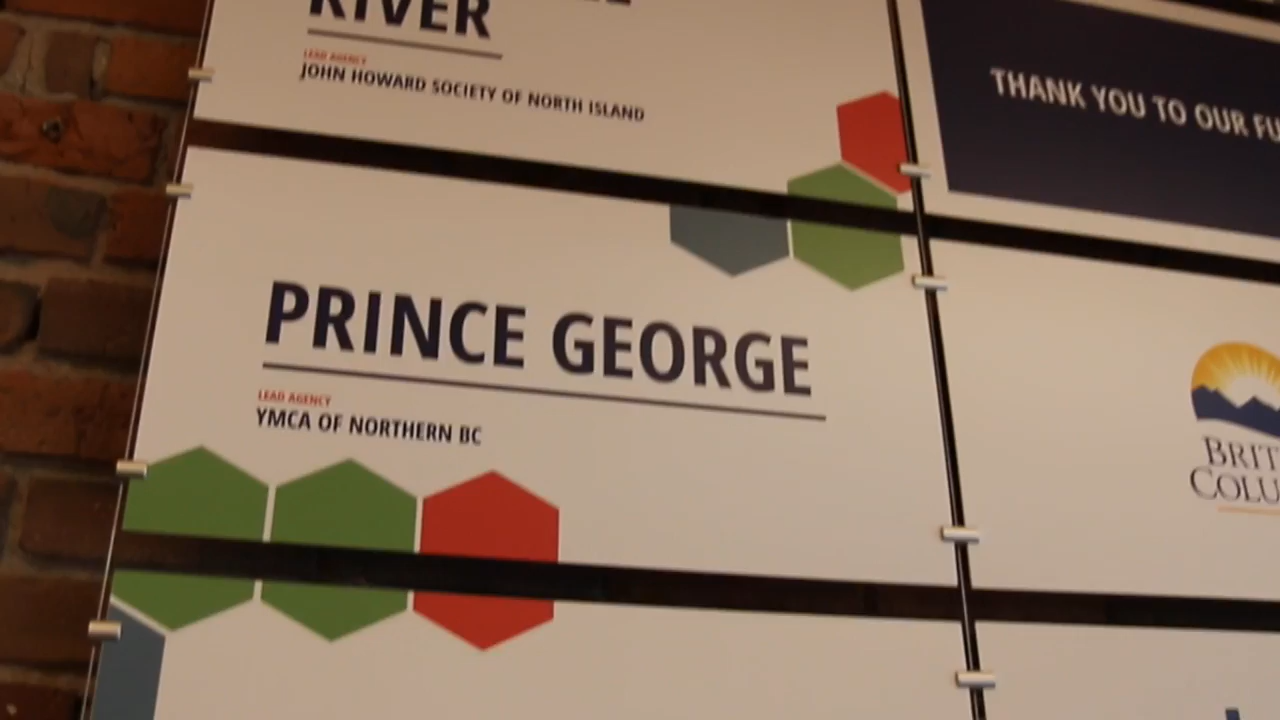 RIVER
LEAD AGENCY
JOHN HOWARD SOCIETY OF NORTH ISLAND
THANK YOU TO OUR FU
PRINCE GEORGE
LEAD AGENCY
YMCA OF NORTHERN BC
BRIT
COLU